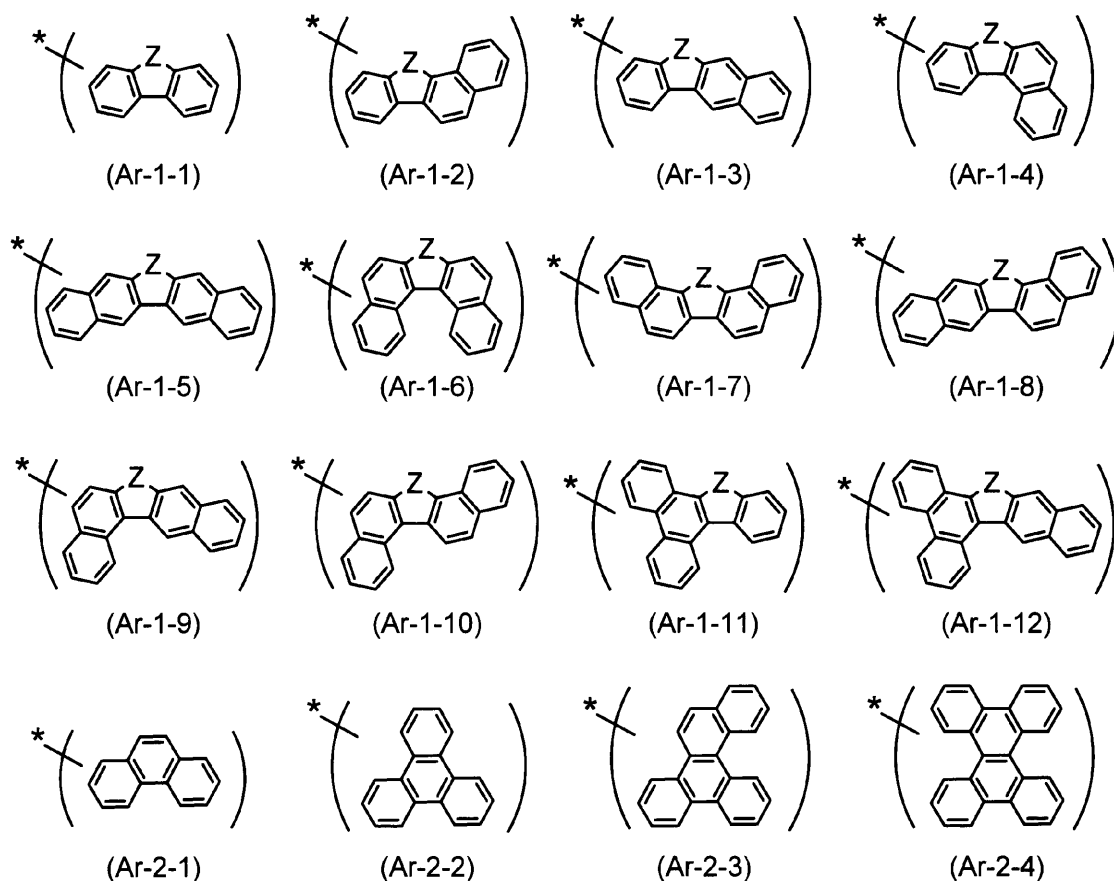 * Z * Z * Z * Z
(Ar-1-1) (Ar-1-2) (Ar-1-3) (Ar-1-4)
* Z * Z * Z * Z
(Ar-1-5) (Ar-1-6) (Ar-1-7) (Ar-1-8)
* Z * Z * Z * Z
(Ar-1-9) (Ar-1-10) (Ar-1-11) (Ar-1-12)
* * * *
(Ar-2-1) (Ar-2-2) (Ar-2-3) (Ar-2-4)